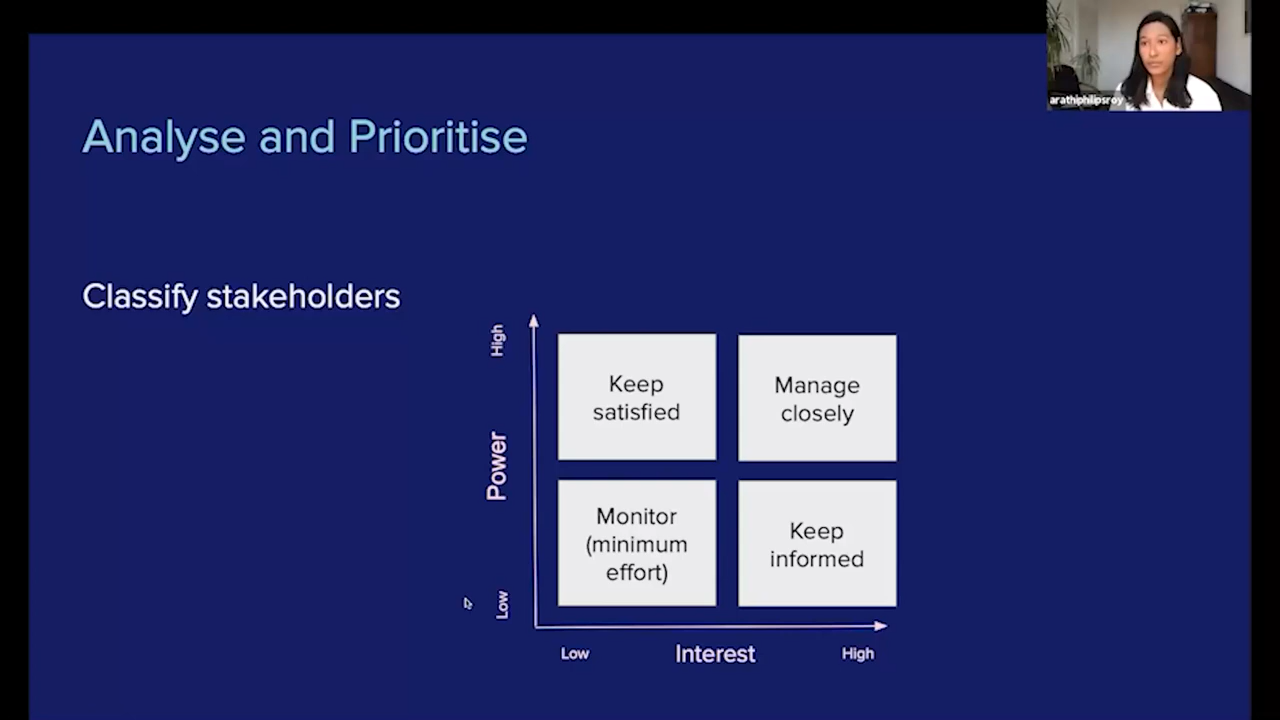 arathiphilipsroy
Analyse and Prioritise
Classify stakeholders
High
Power
Low
Keep
satisfied
Manage
closely
Monitor
(minimum
effort)
Keep
informed
Low
Interest
High